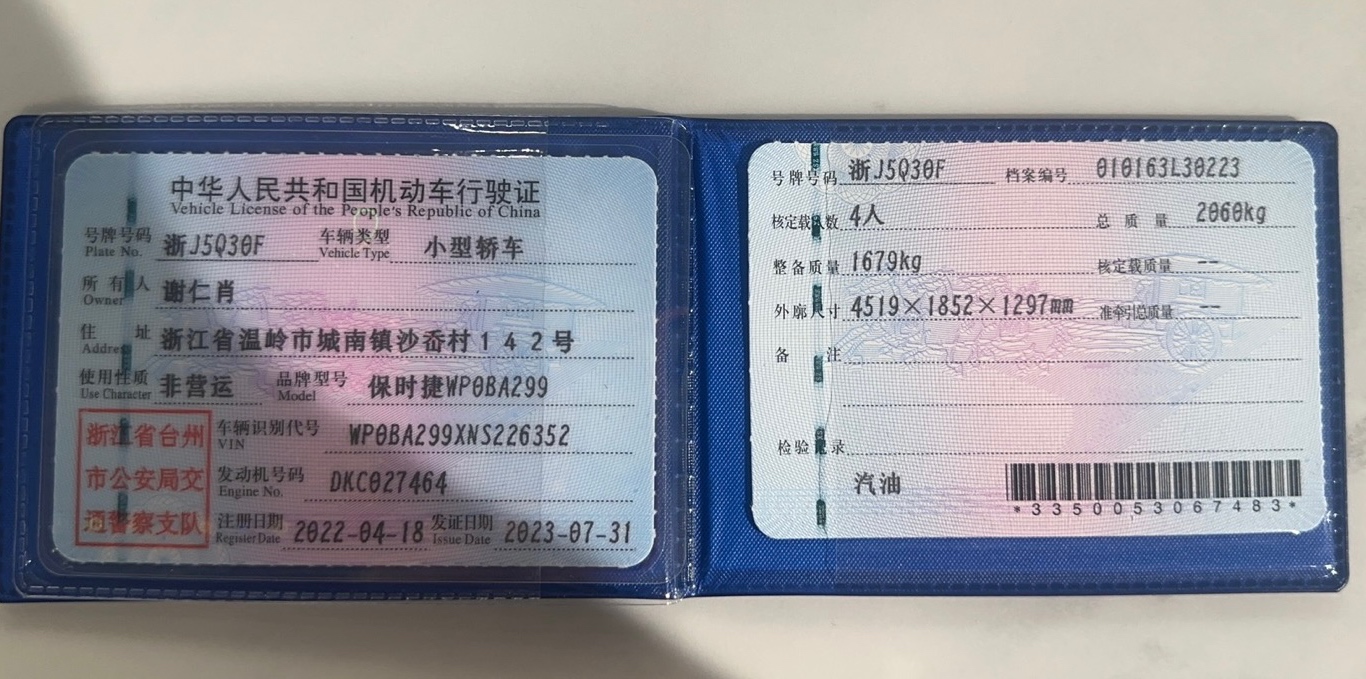 中华人民共和国机动车行驶证
Vehicle License of the People's Republic of China
号牌号码 浙J5Q30F 车辆类型 小型轿车
Plate No. Vehicle Type
所有人 谢仁肖
Owner
住址 浙江省温岭市城南镇沙岙村142号
Address
使用性质 非营运 品牌型号 保时捷WP0BA299
Use Character Model
浙江省台州
市公安局交
通警察支队
车辆识别代号 WP0BA299XNS226352
VIN
发动机号码 DKC027464
Engine No.
注册日期 2022-04-18 发证日期 2023-07-31
Register Date Issue Date
号牌号码 浙J5Q30F 档案编号 010163L30223
核定载人数 4人 总质量 2060kg
整备质量 1679kg 核定载质量 --
外廓尺寸 4519×1852×1297mm 准牵引总质量 --
备注
检验记录
汽油
*3350053067483*